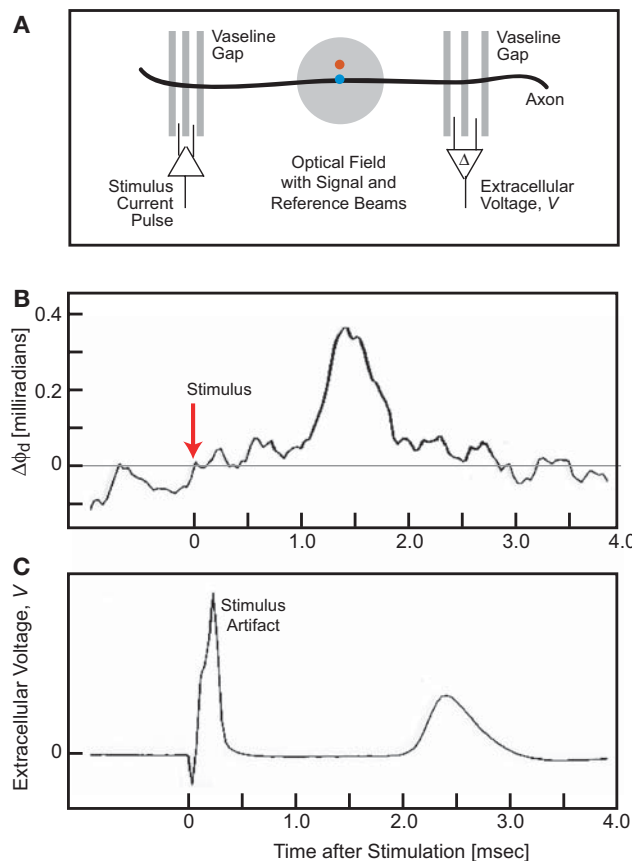 A
Vaseline
Gap
Vaseline
Gap
Axon
Δ
Stimulus
Current
Pulse
Optical Field
with Signal and
Reference Beams
Extracellular
Voltage, V
B
Δϕd [milliradians]
0.4
0.2
0
Stimulus
0 1.0 2.0 3.0 4.0
C
Extracellular Voltage, V
0
Stimulus
Artifact
0 1.0 2.0 3.0 4.0
Time after Stimulation [msec]